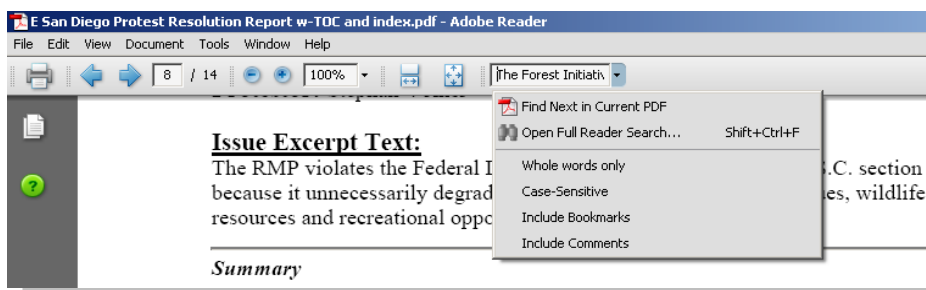 E San Diego Protest Resolution Report w-TOC and index.pdf - Adobe Reader
File Edit View Document Tools Window Help
8 / 14 100% The Forest Initiativ
Find Next in Current PDF
Issue Excerpt Text:
Open Full Reader Search... Shift+Ctrl+F
The RMP violates the Federal .C. section
Whole words only
because it unnecessarily degrad es, wildlife
Case-Sensitive
resources and recreational oppo
Include Bookmarks
Include Comments
Summary